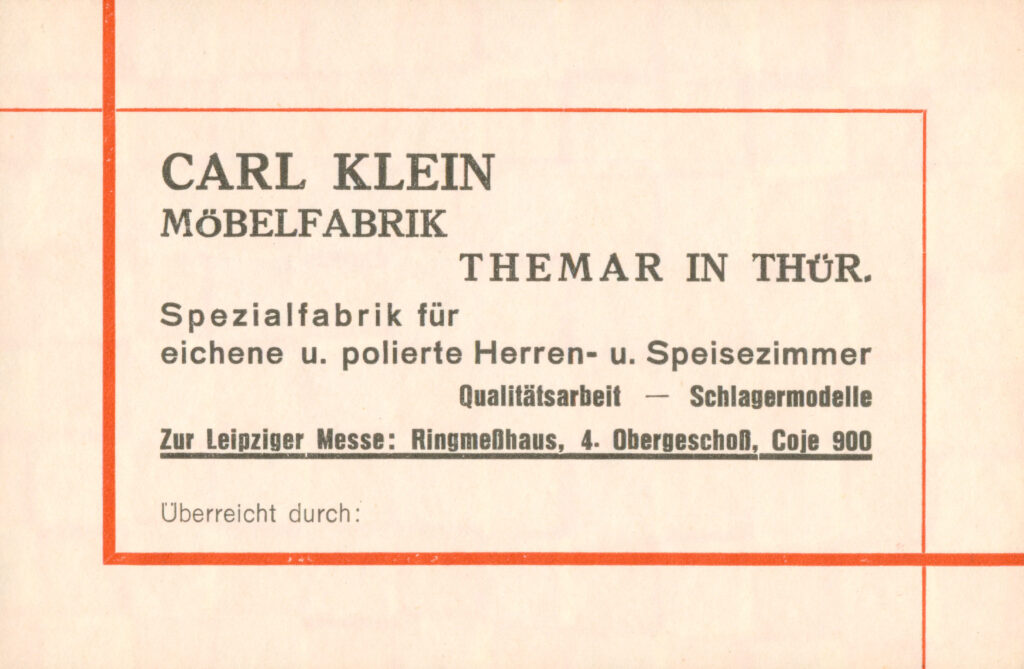 CARL KLEIN
MÖBELFABRIK
THEMAR IN THÜR.
Spezialfabrik für
eichene u. polierte Herren- u. Speisezimmer
Qualitätsarbeit — Schlagermodelle
Zur Leipziger Messe: Ringmeßhaus, 4. Obergeschoß, Coje 900
Überreicht durch: